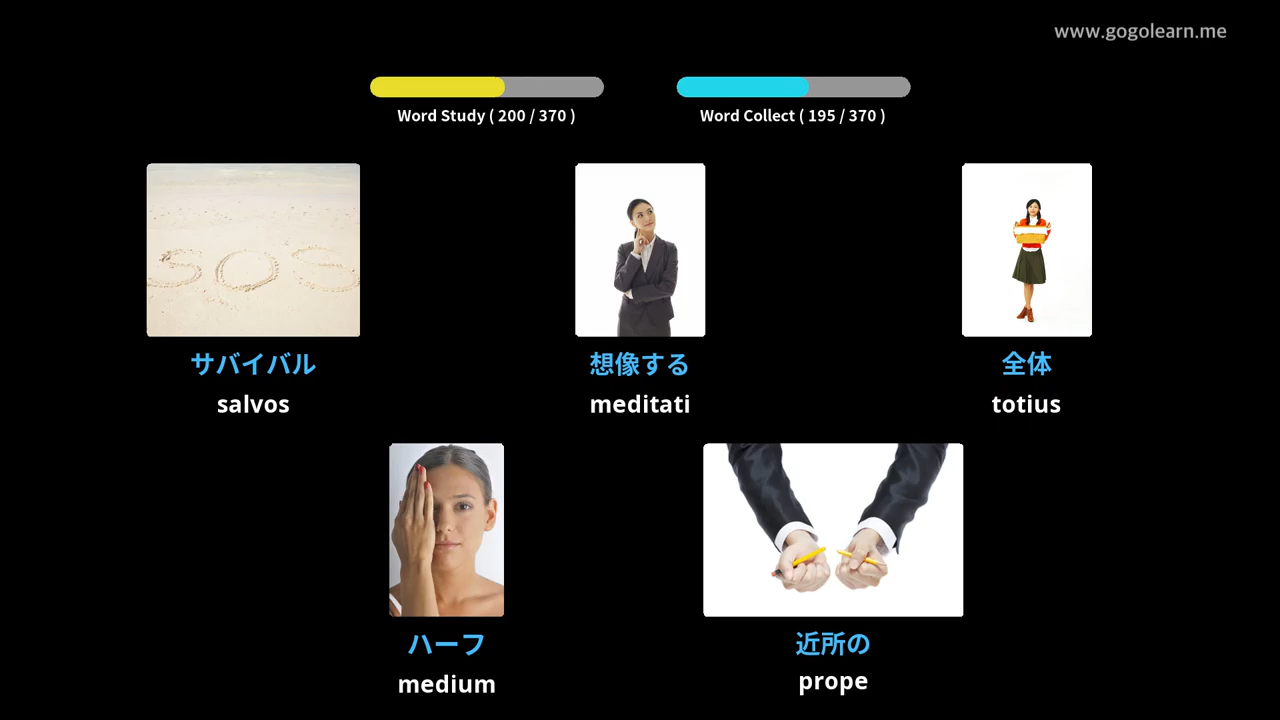 www.gogolearn.me
Word Study ( 200 / 370 )
Word Collect ( 195 / 370 )
SOS
サバイバル
想像する
全体
salvos
meditati
totius
ハーフ
近所の
medium
prope